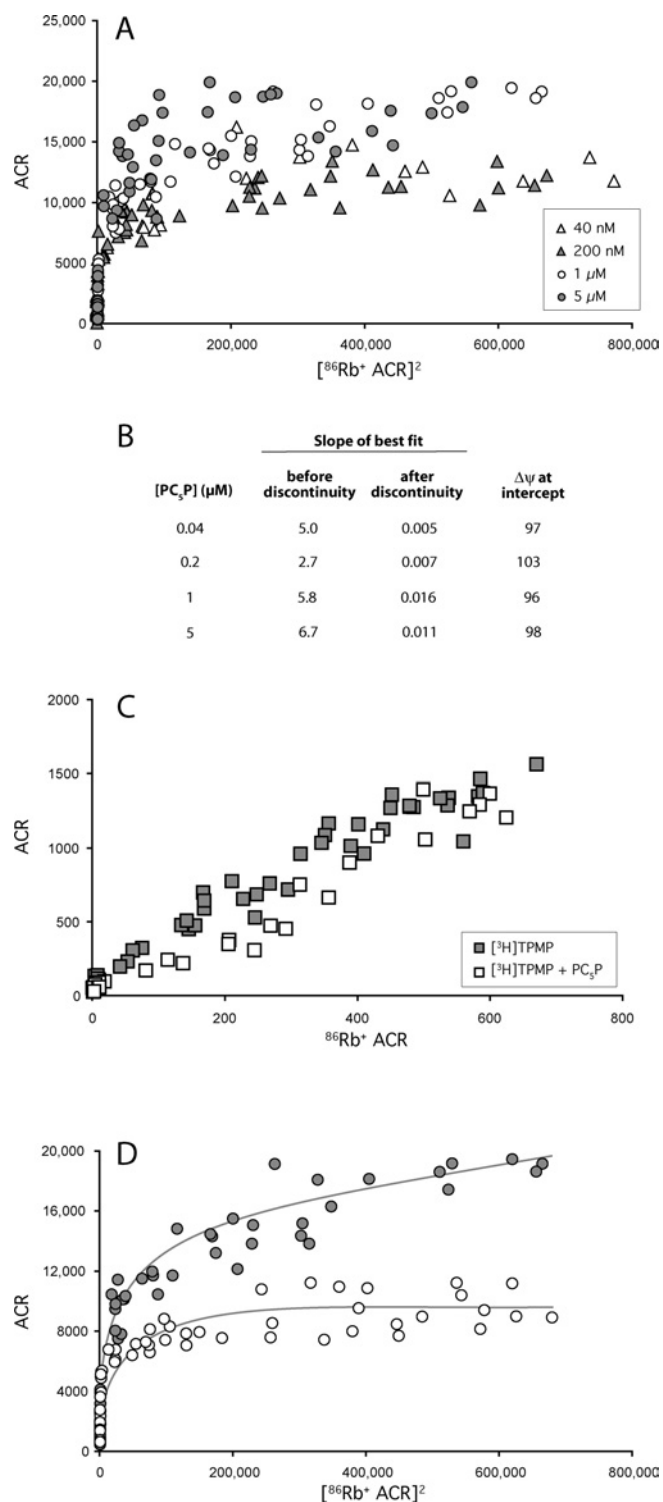 A
25,000
20,000
15,000
10,000
5000
0
ACR
0 200,000 400,000 600,000 800,000
[⁸⁶Rb⁺ ACR]²
40 nM
200 nM
1 µM
5 µM
B
Slope of best fit
[PC₅P] (µM) before discontinuity after discontinuity Δψ at intercept
0.04 5.0 0.005 97
0.2 2.7 0.007 103
1 5.8 0.016 96
5 6.7 0.011 98
C
2000
1500
1000
500
0
ACR
[³H]TPMP
[³H]TPMP + PC₅P
0 200 400 600 800
⁸⁶Rb⁺ ACR
D
20,000
16,000
12,000
8000
4000
0
ACR
0 200,000 400,000 600,000 800,000
[⁸⁶Rb⁺ ACR]²